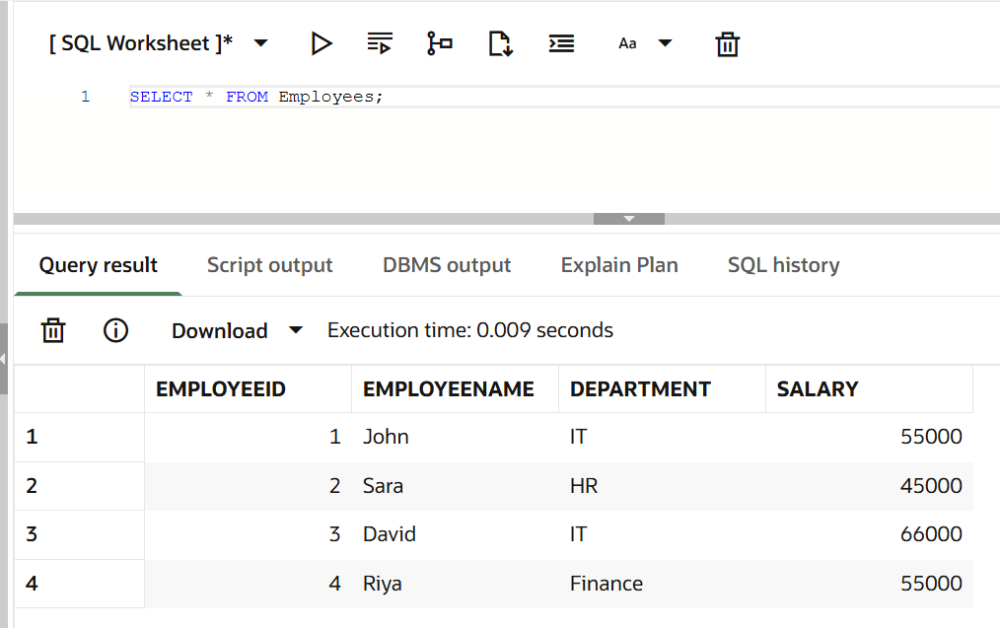 [ SQL Worksheet ]* Aa
1 SELECT * FROM Employees;
Query result Script output DBMS output Explain Plan SQL history
Download Execution time: 0.009 seconds
EMPLOYEEID EMPLOYEENAME DEPARTMENT SALARY
1 1 John IT 55000
2 2 Sara HR 45000
3 3 David IT 66000
4 4 Riya Finance 55000